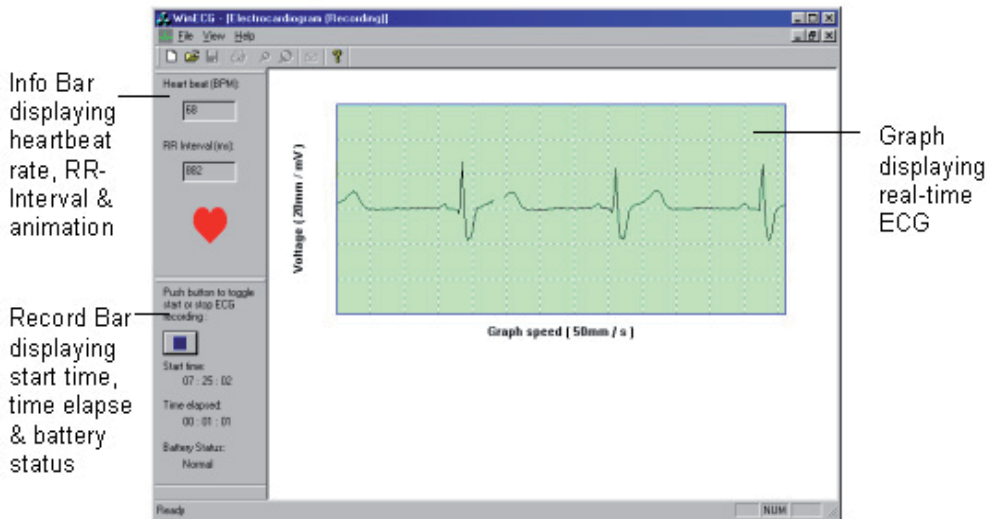 WinECG - [Electrocardiogram (Recording)]
File View Help
Heart beat (BPM):
68
RR Interval (ms):
882
Push button to toggle
start or stop ECG
recording :
Start time:
07 : 25 : 02
Time elapsed:
00 : 01 : 01
Battery Status:
Normal
Voltage ( 20mm / mV )
Graph speed ( 50mm / s )
Ready
NUM
Info Bar
displaying
heartbeat
rate, RR-
Interval &
animation
Record Bar
displaying
start time,
time elapse
& battery
status
Graph
displaying
real-time
ECG